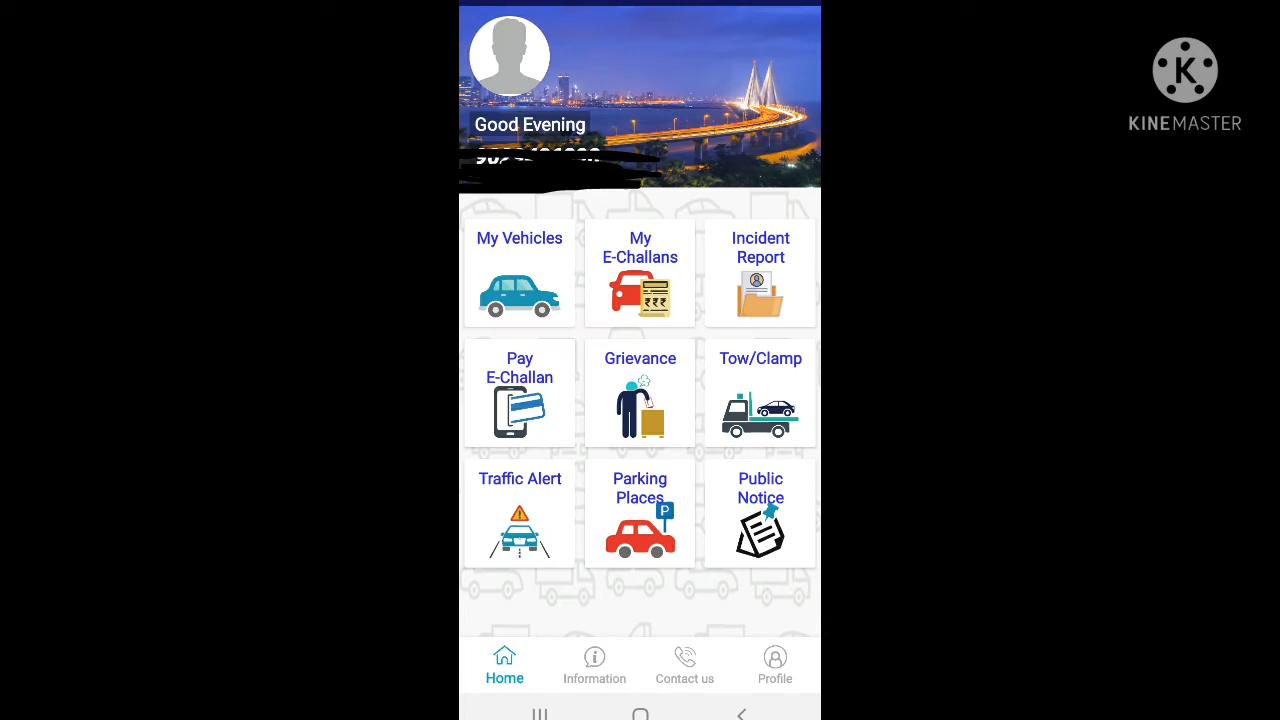 KINEMASTER
Good Evening
My Vehicles
My
E-Challans
Incident
Report
Pay
E-Challan
Grievance
Tow/Clamp
Traffic Alert
Parking
Places
P
Public
Notice
Home
Information
Contact us
Profile